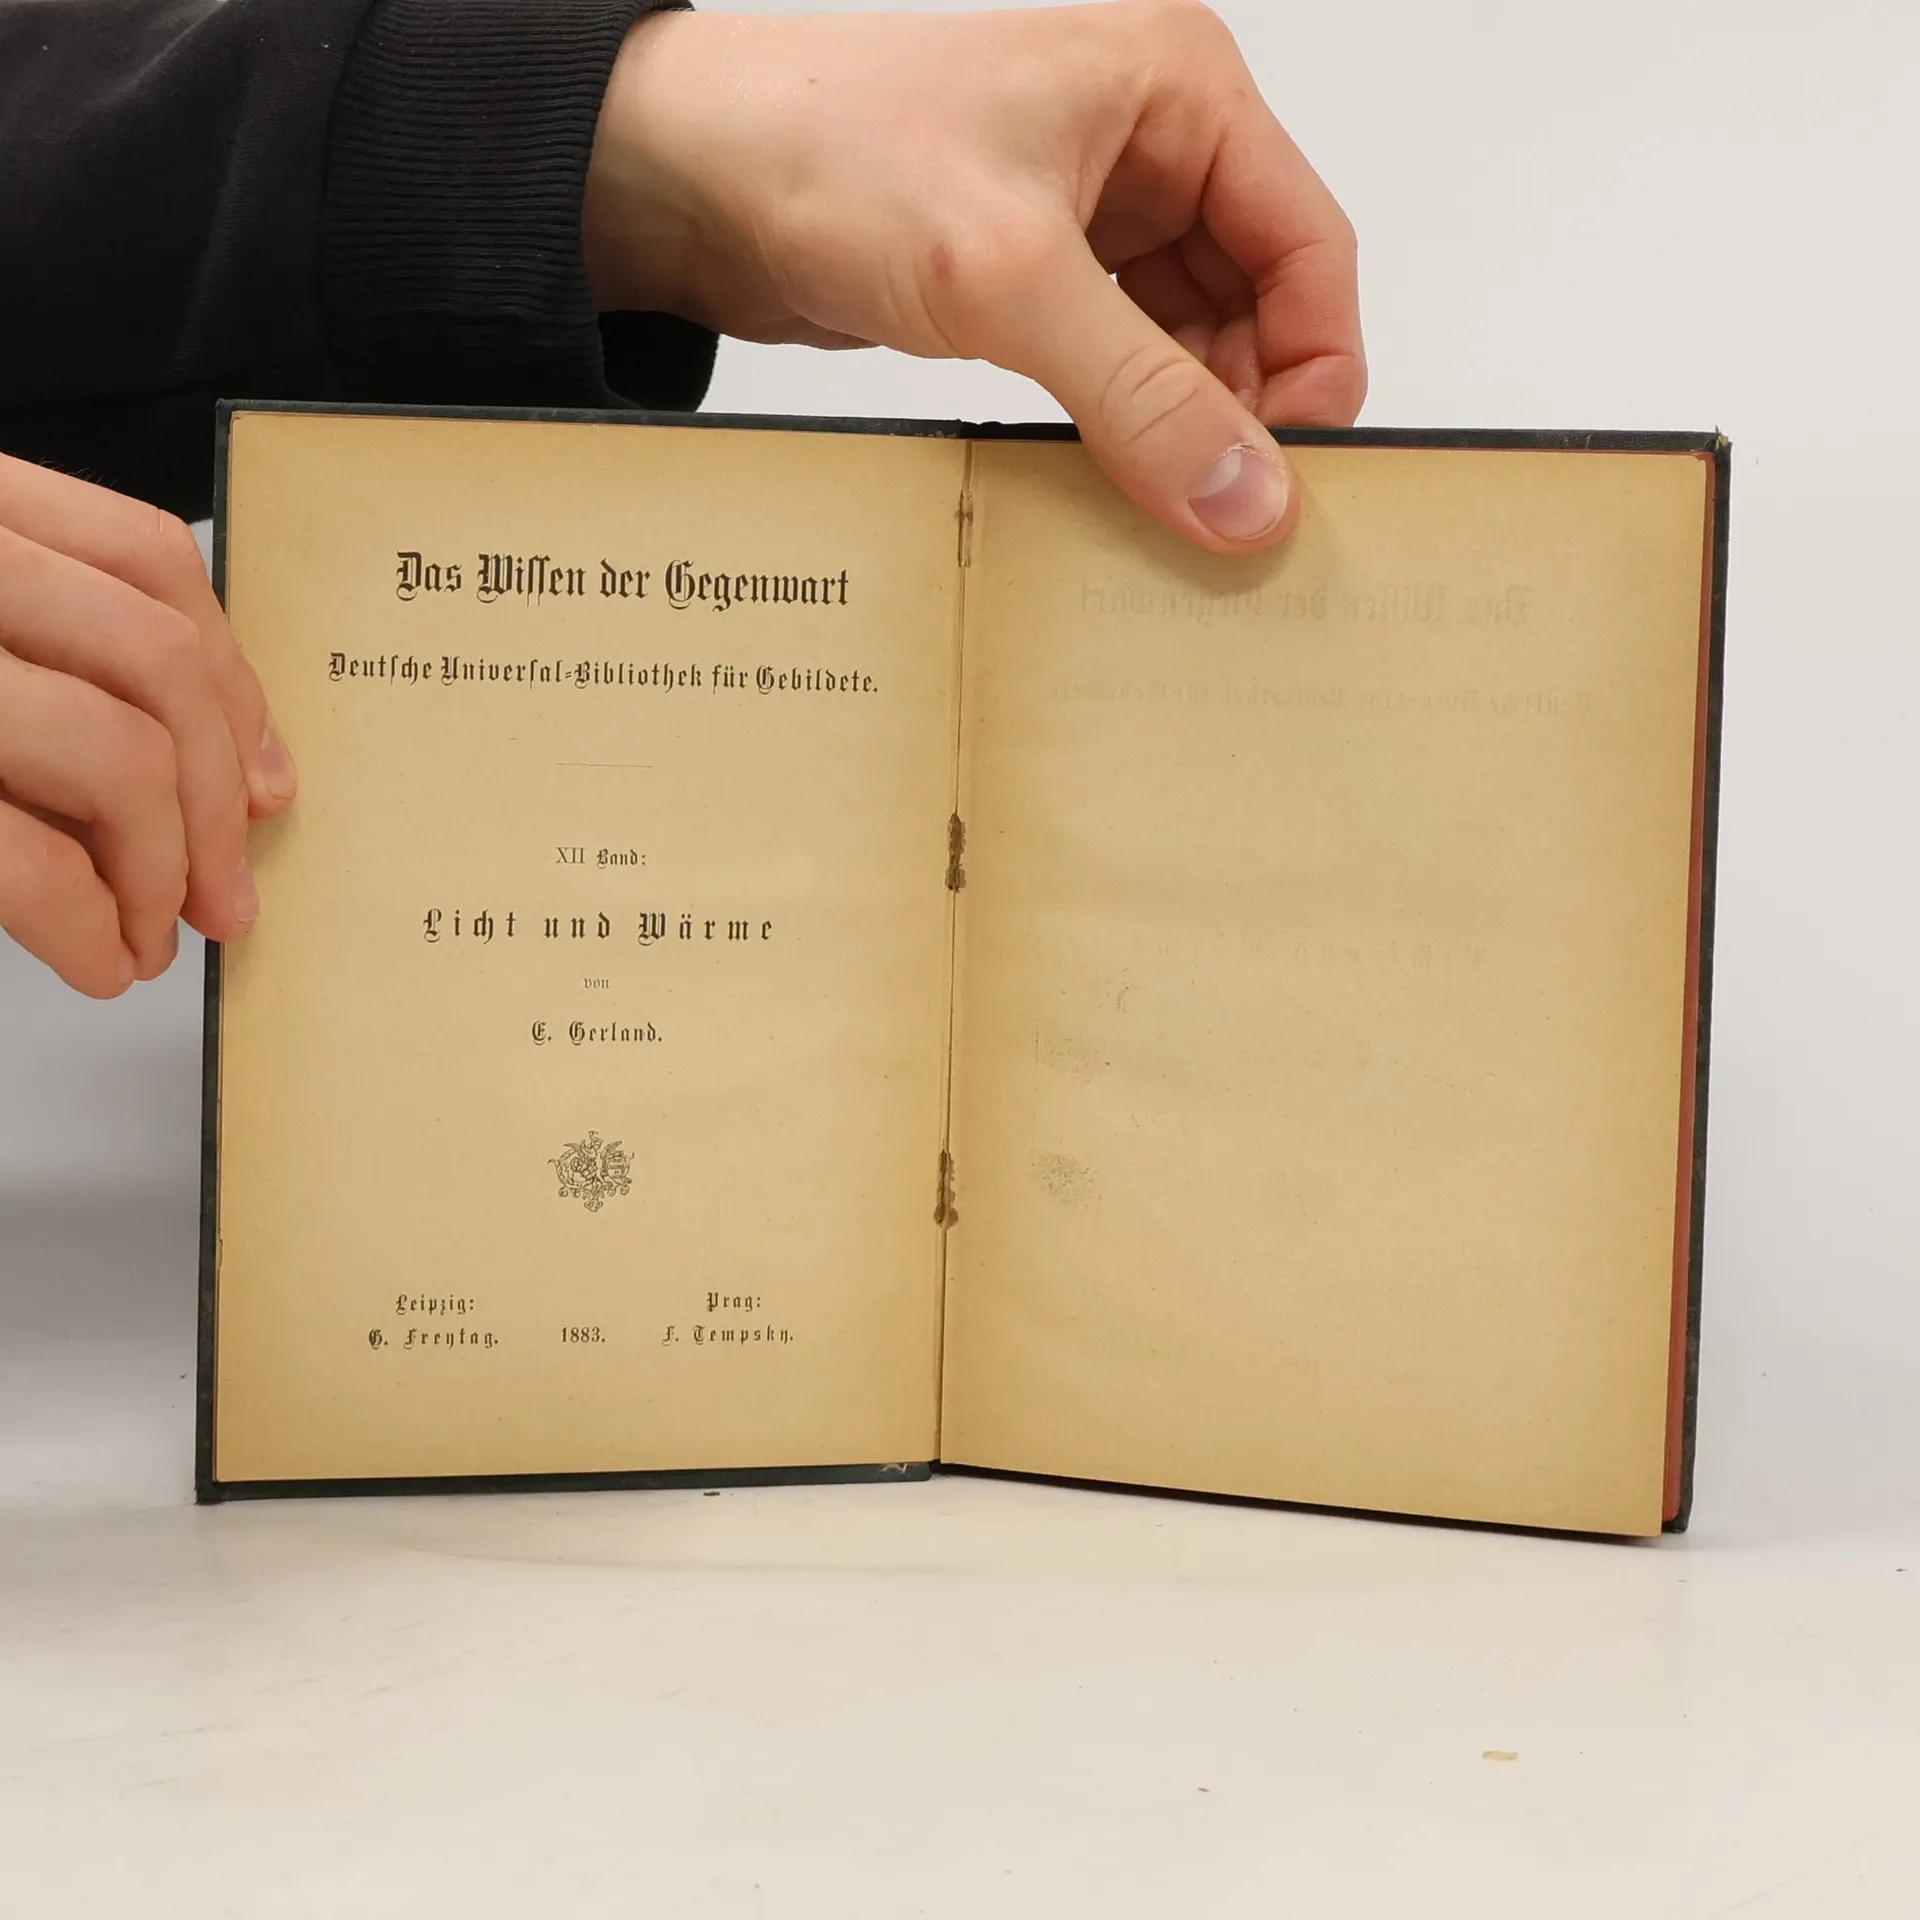 Das Wiſſen der Gegenwart
Deutſche Univerſal-Bibliothek für Gebildete.
XII Band:
Licht und Wärme
von
E. Gerland.
Leipzig: Prag:
G. Freytag. 1883. F. Tempsky.